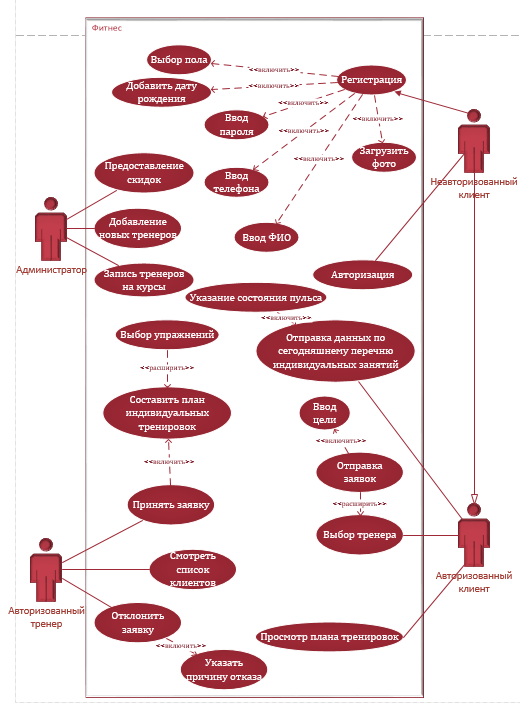 Фитнес
Выбор пола
<<включить>>
Регистрация
Добавить дату
рождения
<<включить>>
<<включить>>
Ввод
пароля
<<включить>>
<<включить>>
Загрузить
фото
<<включить>>
Предоставление
скидок
Ввод
телефона
Неавторизованный
клиент
Добавление
новых тренеров
Ввод ФИО
Администратор
Запись тренеров
на курсы
Авторизация
Указание состояния пульса
<<включить>>
Выбор упражнений
Отправка данных по
сегодняшнему перечню
индивидуальных занятий
<<расширить>>
Составить план
индивидуальных
тренировок
Ввод
цели
<<включить>>
<<включить>>
Отправка
заявок
Принять заявку
<<расширить>>
Выбор тренера
Смотреть
список
клиентов
Авторизованный
клиент
Авторизованный
тренер
Отклонить
заявку
Просмотр плана тренировок
<<включить>>
Указать
причину отказа